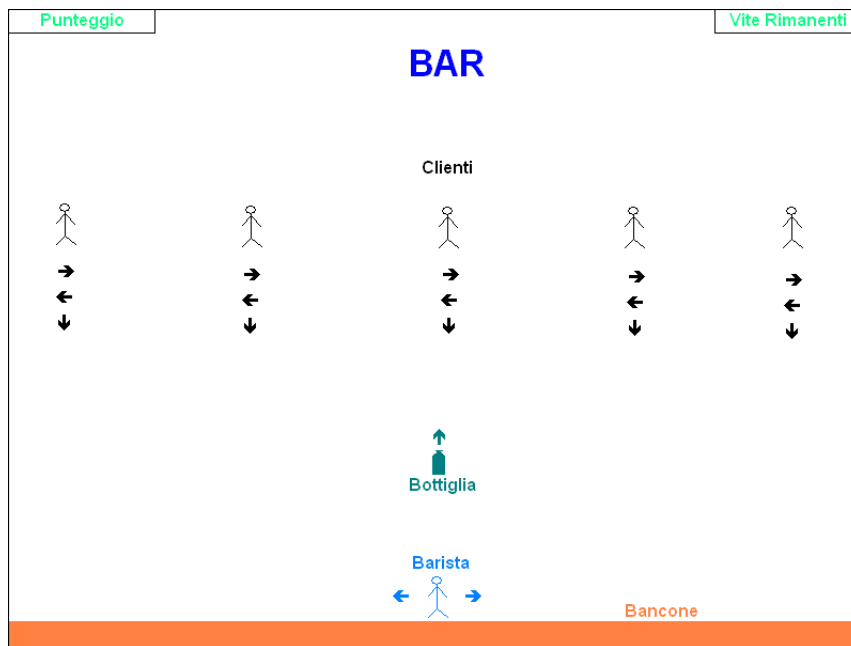 Punteggio
Vite Rimanenti
BAR
Clienti
Bottiglia
Barista
Bancone